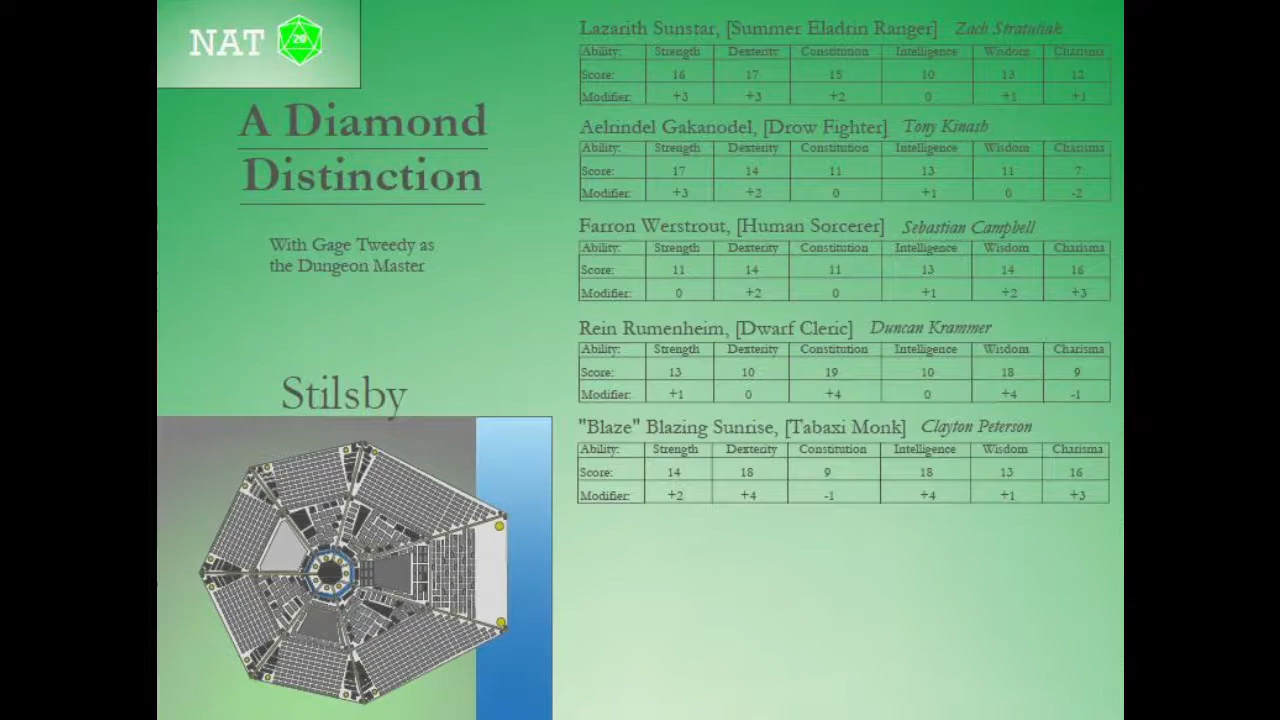 NAT 20
A Diamond
Distinction
With Gage Tweedy as
the Dungeon Master
Stilsby
Lazarith Sunstar, [Summer Eladrin Ranger] Zach Stratuliak
Ability: Strength Dexterity Constitution Intelligence Wisdom Charisma
Score: 16 17 15 10 13 12
Modifier: +3 +3 +2 0 +1 +1
Aelrindel Gakanodel, [Drow Fighter] Tony Kinash
Ability: Strength Dexterity Constitution Intelligence Wisdom Charisma
Score: 17 14 11 13 11 7
Modifier: +3 +2 0 +1 0 -2
Farron Werstrout, [Human Sorcerer] Sebastian Campbell
Ability: Strength Dexterity Constitution Intelligence Wisdom Charisma
Score: 11 14 11 13 14 16
Modifier: 0 +2 0 +1 +2 +3
Rein Rumenheim, [Dwarf Cleric] Duncan Krammer
Ability: Strength Dexterity Constitution Intelligence Wisdom Charisma
Score: 13 10 19 10 18 9
Modifier: +1 0 +4 0 +4 -1
"Blaze" Blazing Sunrise, [Tabaxi Monk] Clayton Peterson
Ability: Strength Dexterity Constitution Intelligence Wisdom Charisma
Score: 14 18 9 18 13 16
Modifier: +2 +4 -1 +4 +1 +3